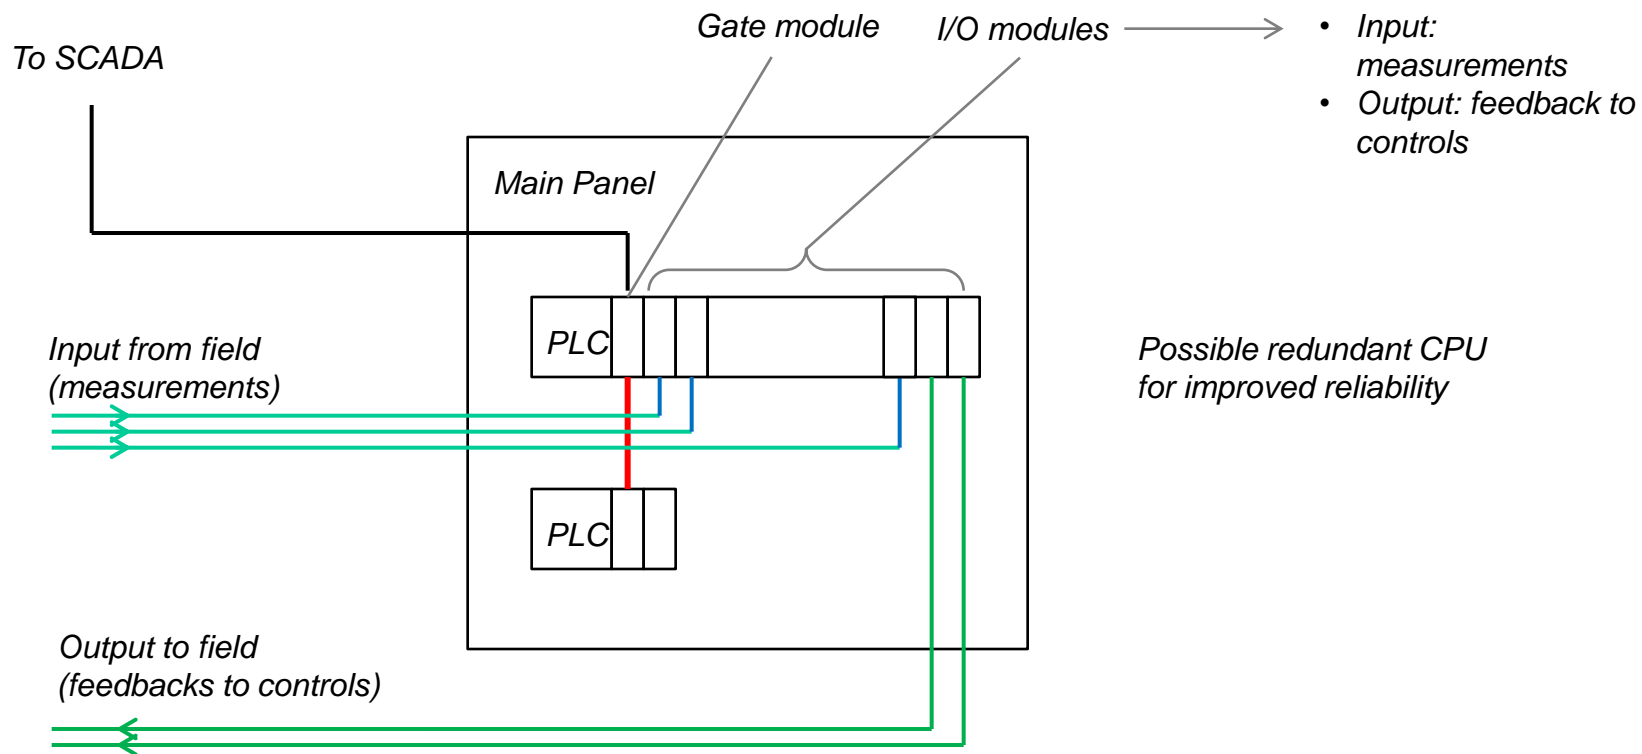 Gate module
I/O modules
• Input:
measurements
• Output: feedback to
controls
To SCADA
Main Panel
PLC
Input from field
(measurements)
Possible redundant CPU
for improved reliability
PLC
Output to field
(feedbacks to controls)